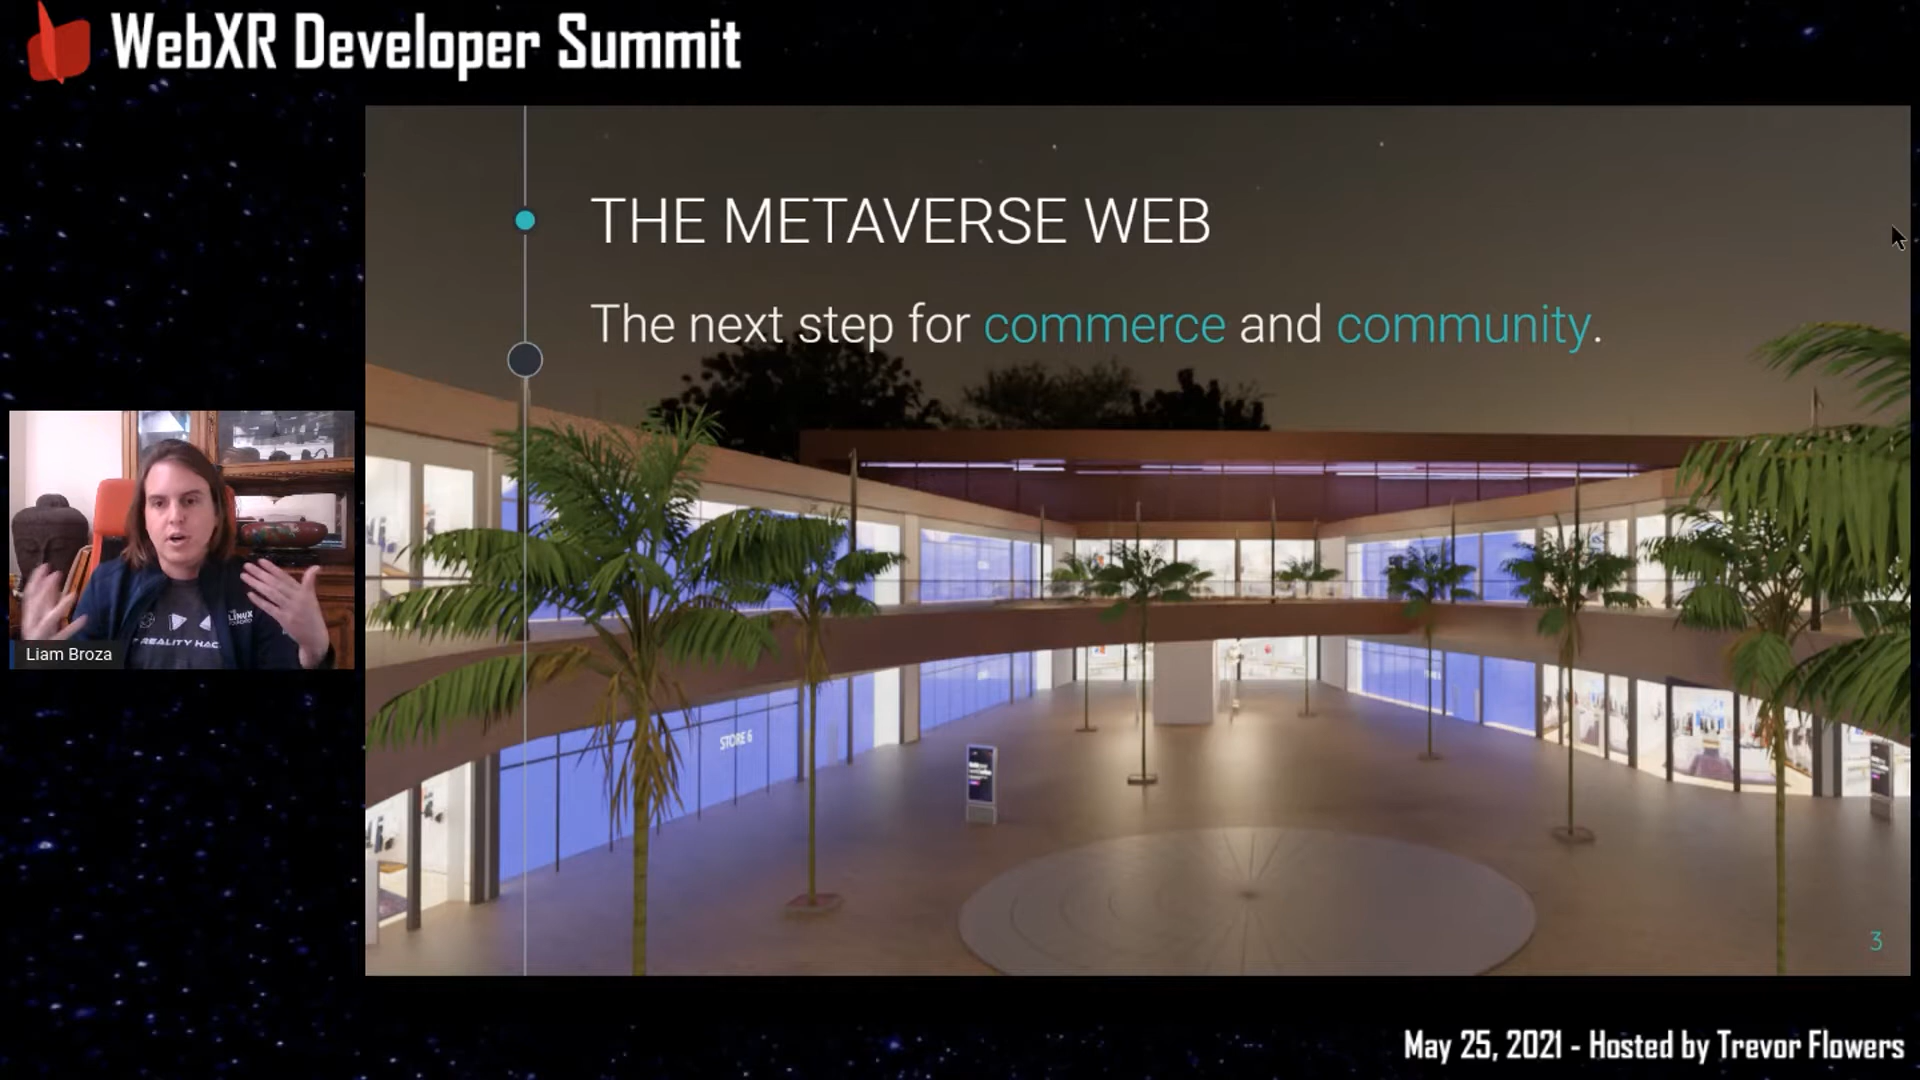 WebXR Developer Summit
THE METAVERSE WEB
The next step for commerce and community.
REALITY HAC
LINUX
Liam Broza
STORE 6
3
May 25, 2021 - Hosted by Trevor Flowers